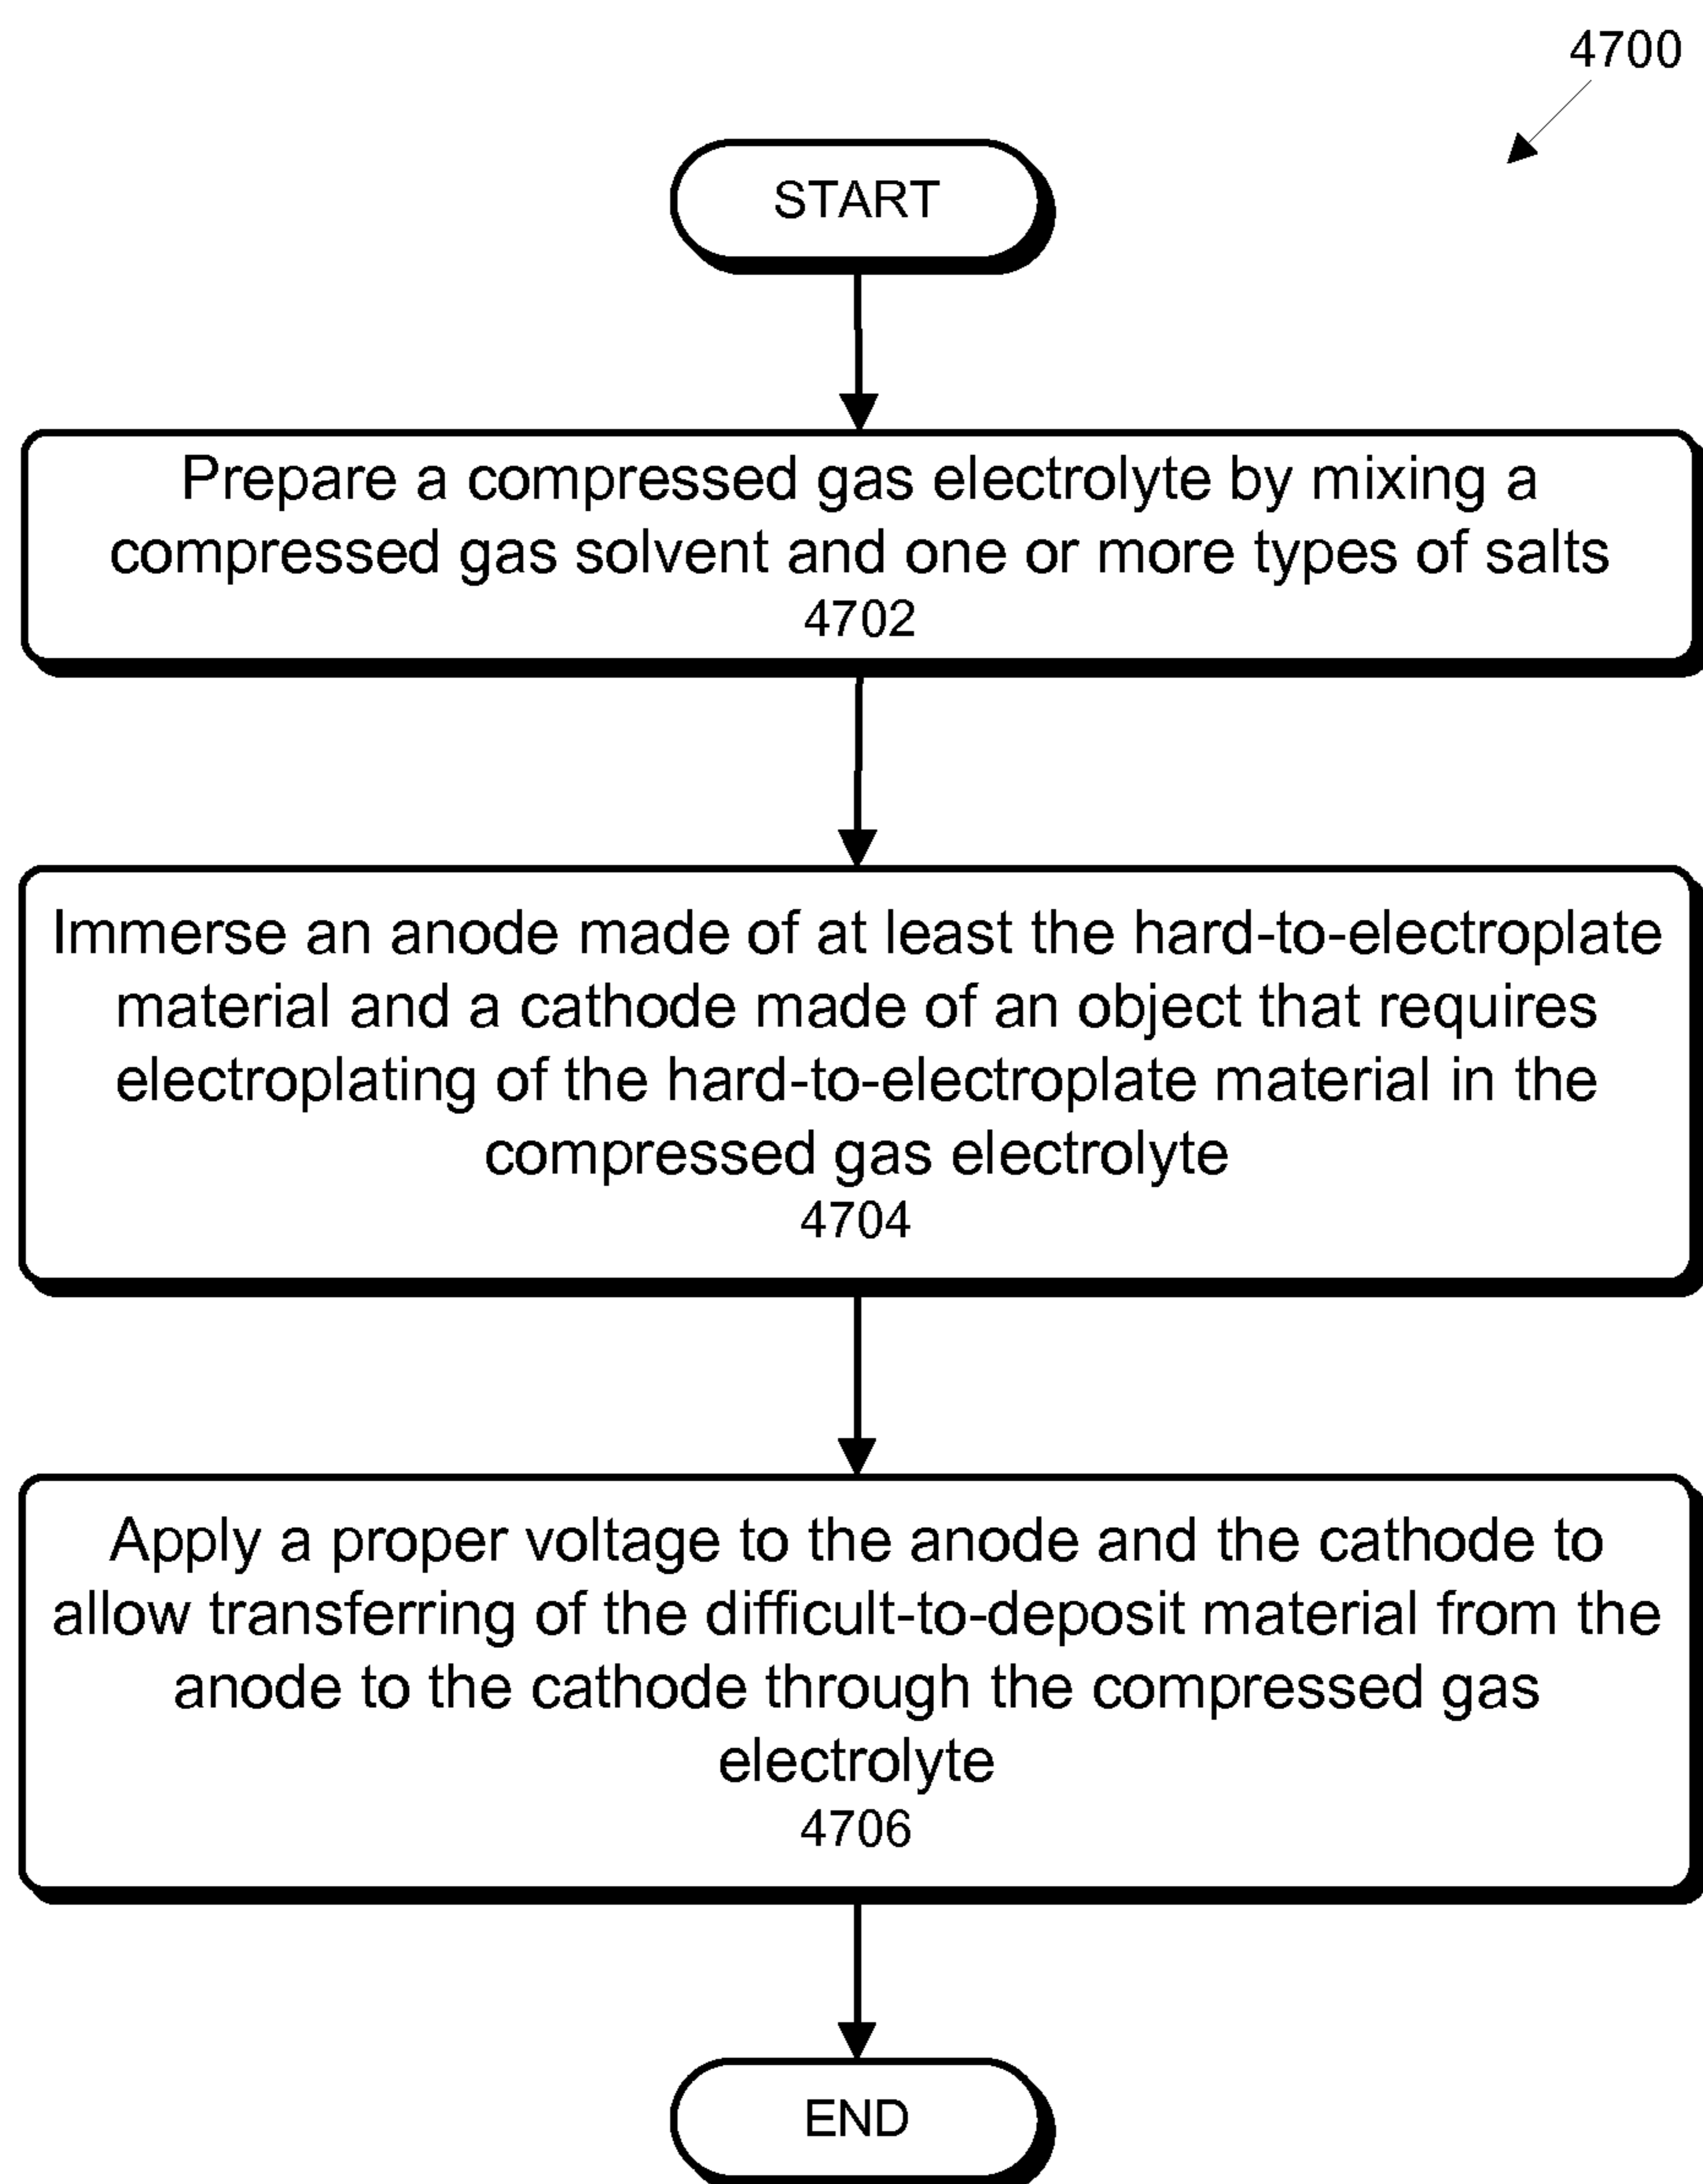 4700
START
Prepare a compressed gas electrolyte by mixing a
compressed gas solvent and one or more types of salts
4702
Immerse an anode made of at least the hard-to-electroplate
material and a cathode made of an object that requires
electroplating of the hard-to-electroplate material in the
compressed gas electrolyte
4704
Apply a proper voltage to the anode and the cathode to
allow transferring of the difficult-to-deposit material from the
anode to the cathode through the compressed gas
electrolyte
4706
END